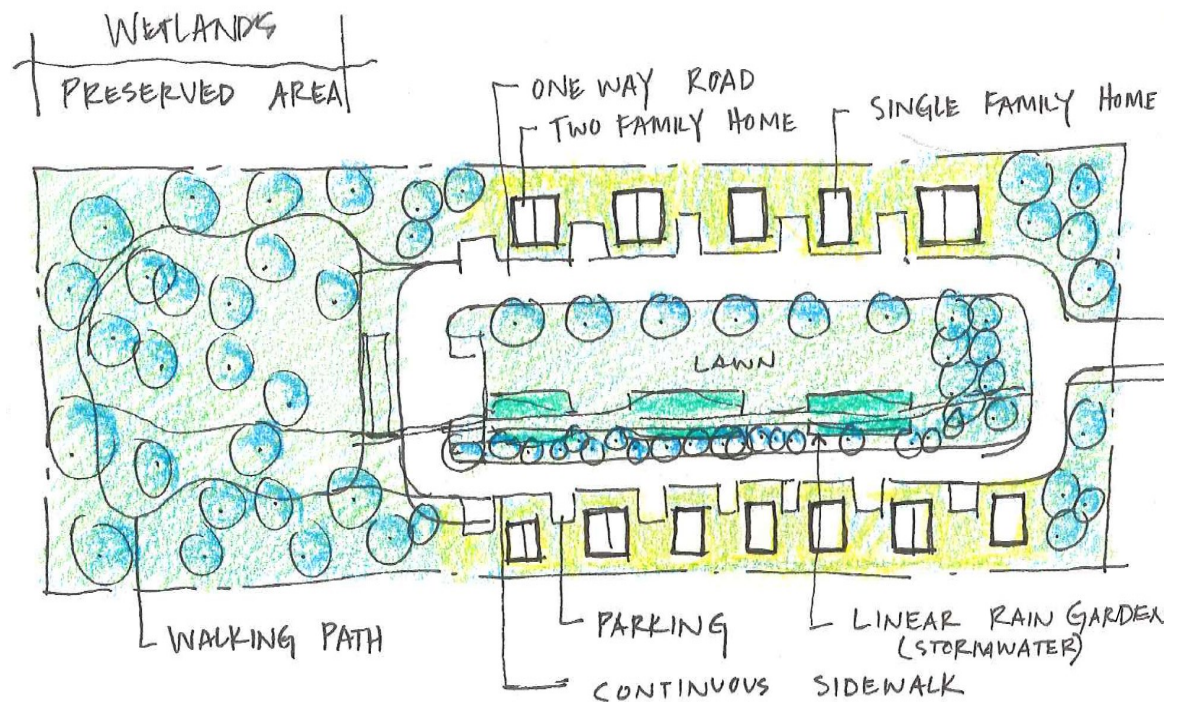 WETLANDS
PRESERVED AREA
ONE WAY ROAD
TWO FAMILY HOME
SINGLE FAMILY HOME
LAWN
WALKING PATH
PARKING
LINEAR RAIN GARDEN
(STORMWATER)
CONTINUOUS SIDEWALK